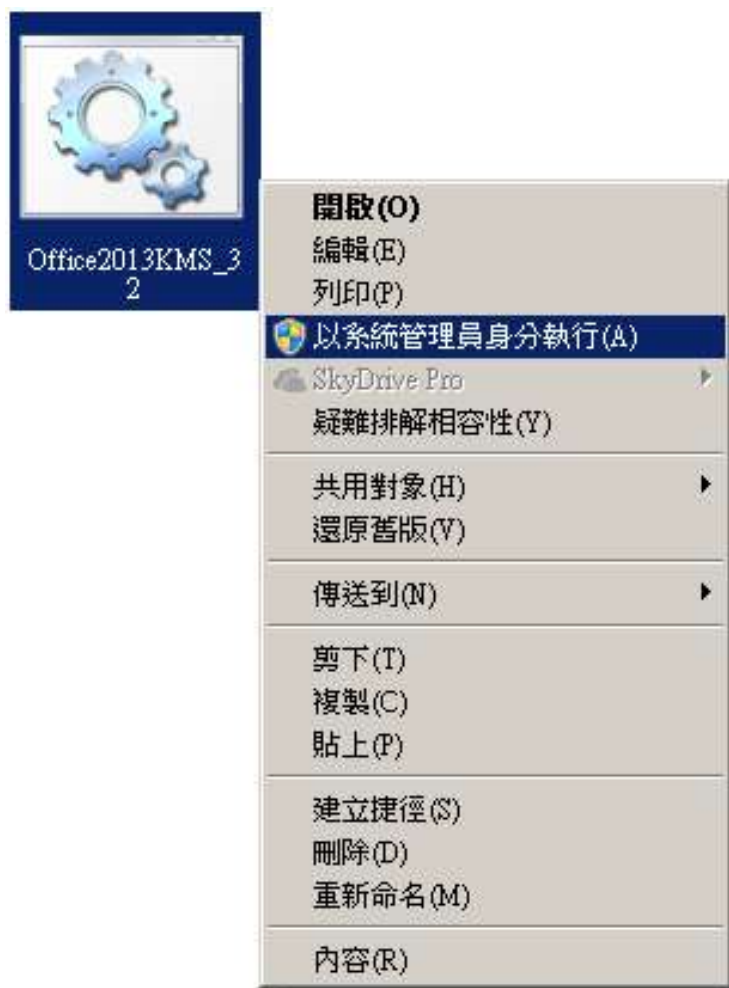 Office2013KMS_3
2
開啟(O)
編輯(E)
列印(P)
以系統管理員身分執行(A)
SkyDrive Pro
疑難排解相容性(Y)
共用對象(H)
還原舊版(V)
傳送到(N)
剪下(T)
複製(C)
貼上(P)
建立捷徑(S)
刪除(D)
重新命名(M)
內容(R)